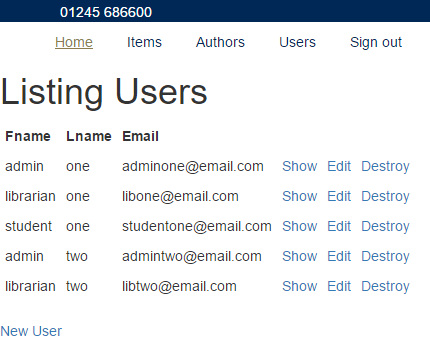 01245 686600
Home Items Authors Users Sign out
Listing Users
Fname Lname Email
admin one adminone@email.com Show Edit Destroy
librarian one libone@email.com Show Edit Destroy
student one studentone@email.com Show Edit Destroy
admin two admintwo@email.com Show Edit Destroy
librarian two libtwo@email.com Show Edit Destroy
New User